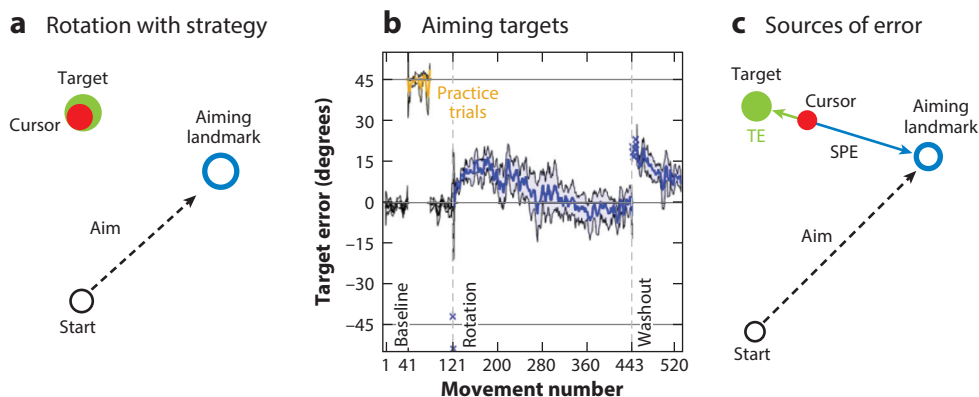 a Rotation with strategy
Target
Cursor
Aiming
landmark
Aim
Start
b Aiming targets
Target error (degrees)
45
30
15
0
−15
−30
−45
Practice
trials
Baseline
Rotation
Washout
1 41 121 200 280 360 443 520
Movement number
c Sources of error
Target
Cursor
TE
SPE
Aiming
landmark
Aim
Start